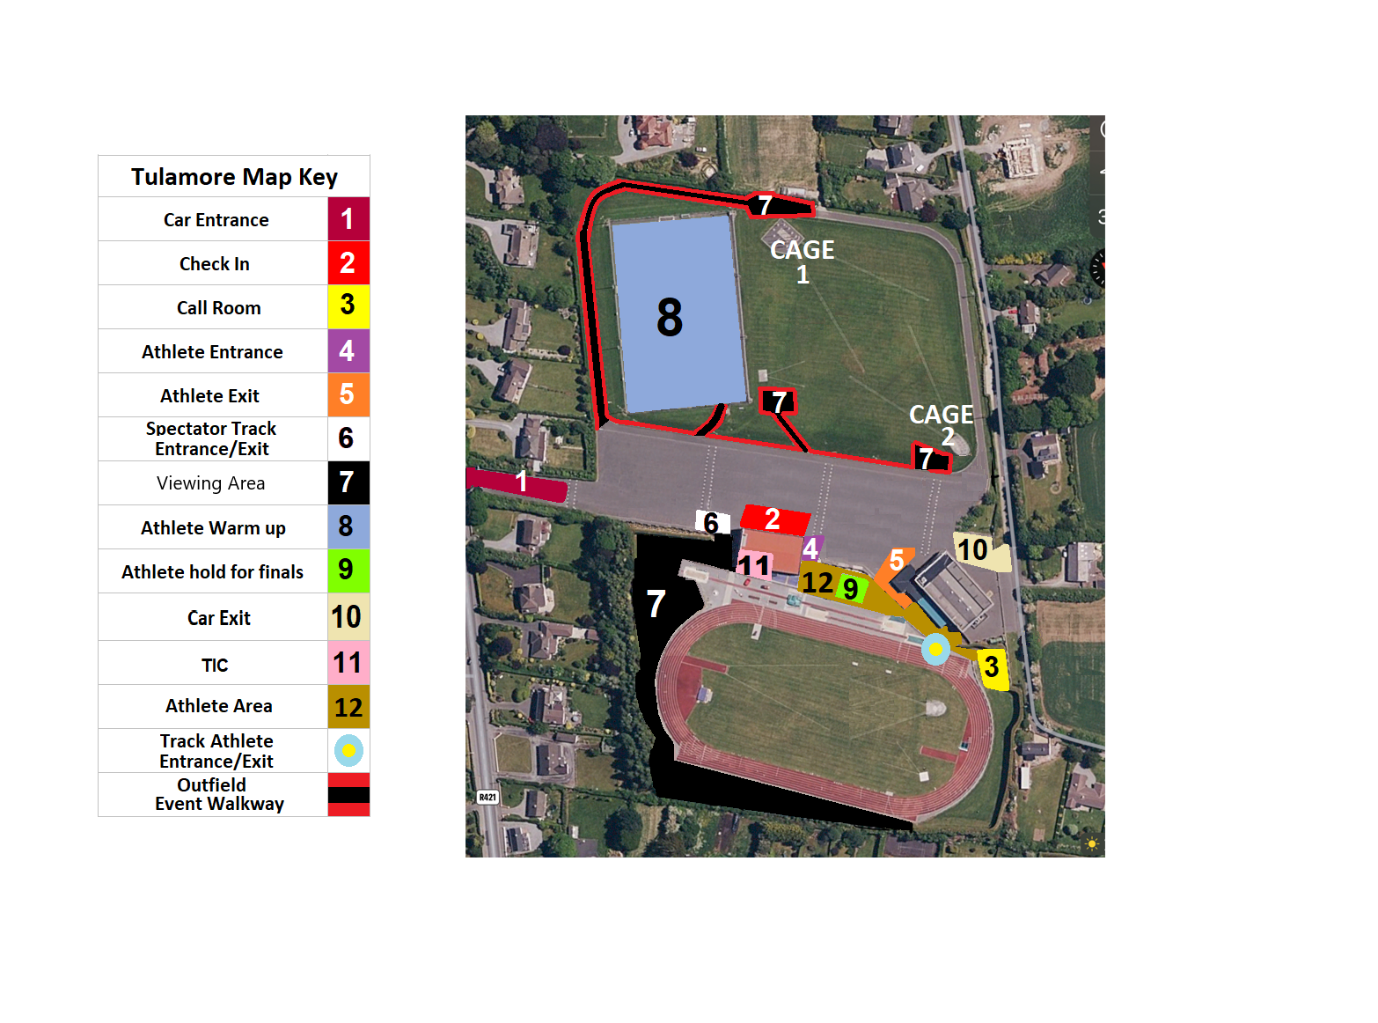 Tulamore Map Key
Car Entrance 1
Check In 2
Call Room 3
Athlete Entrance 4
Athlete Exit 5
Spectator Track
Entrance/Exit 6
Viewing Area 7
Athlete Warm up 8
Athlete hold for finals 9
Car Exit 10
TIC 11
Athlete Area 12
Track Athlete
Entrance/Exit
Outfield
Event Walkway
7
CAGE
1
8
7
CAGE
2
7
1
6
2
4
10
5
11
12
9
7
3
R421
3